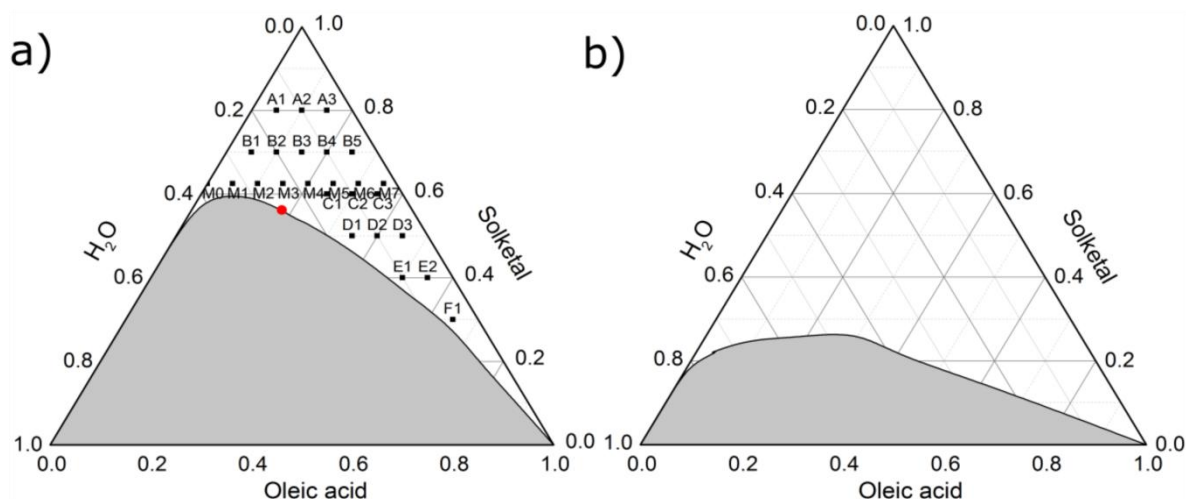 a)
0.0 1.0
A1 A2 A3
0.2 0.8
B1 B2 B3 B4 B5
0.4 M0 M1 M2 M3 M4 M5 M6 M7 0.6
C1 C2 C3
D1 D2 D3
H2O Solketal
0.6 E1 E2 0.4
F1
0.8 0.2
1.0 0.0
0.0 0.2 0.4 0.6 0.8 1.0
Oleic acid
b)
0.0 1.0
0.2 0.8
0.4 0.6
H2O Solketal
0.6 0.4
0.8 0.2
1.0 0.0
0.0 0.2 0.4 0.6 0.8 1.0
Oleic acid